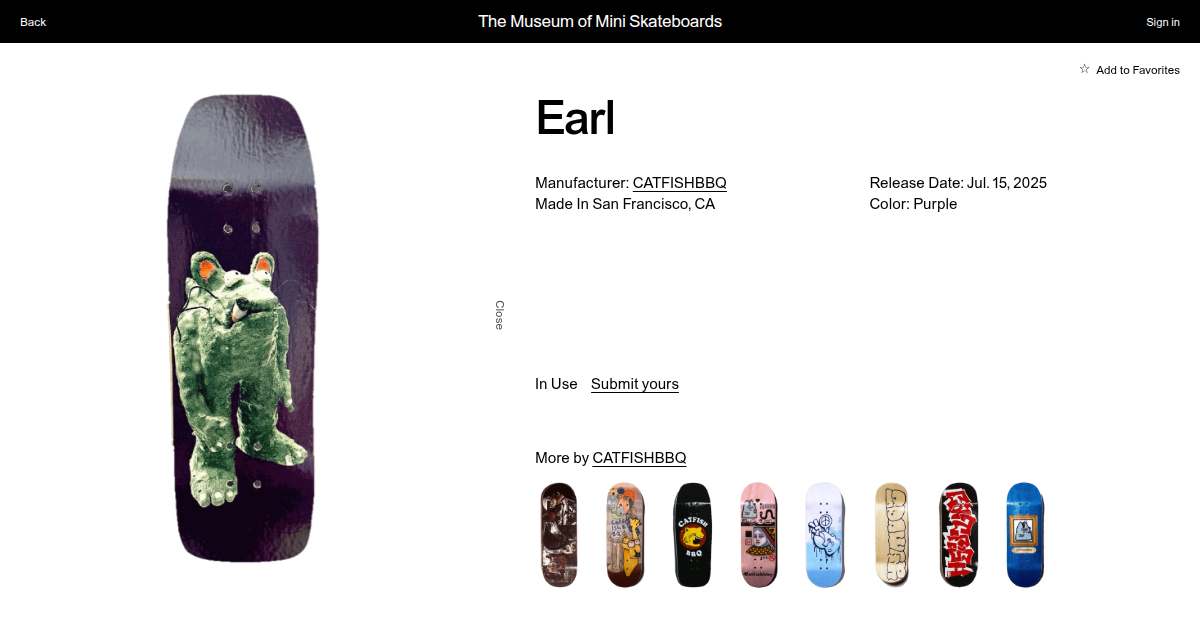 Back
The Museum of Mini Skateboards
Sign in
☆ Add to Favorites
Earl
Manufacturer: CATFISHBBQ
Made In San Francisco, CA
Release Date: Jul. 15, 2025
Color: Purple
Close
In Use Submit yours
More by CATFISHBBQ
CATFISH
BBQ